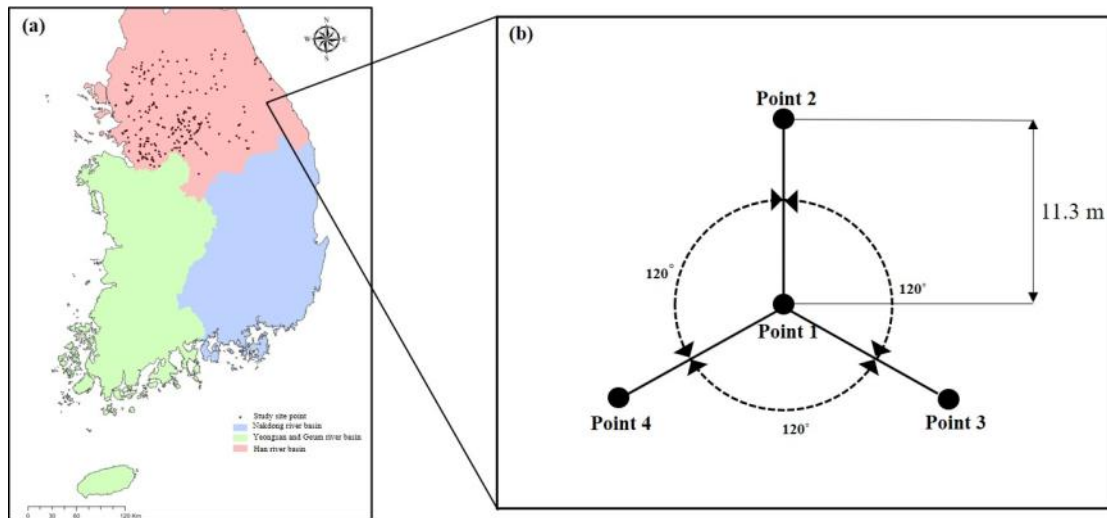 (a)
N
W
E
S
Study site point
Nakdong river basin
Yeongsan and Geum river basin
Han river basin
0 30 60 120 Km
(b)
Point 2
11.3 m
120°
120°
Point 1
Point 4
Point 3
120°